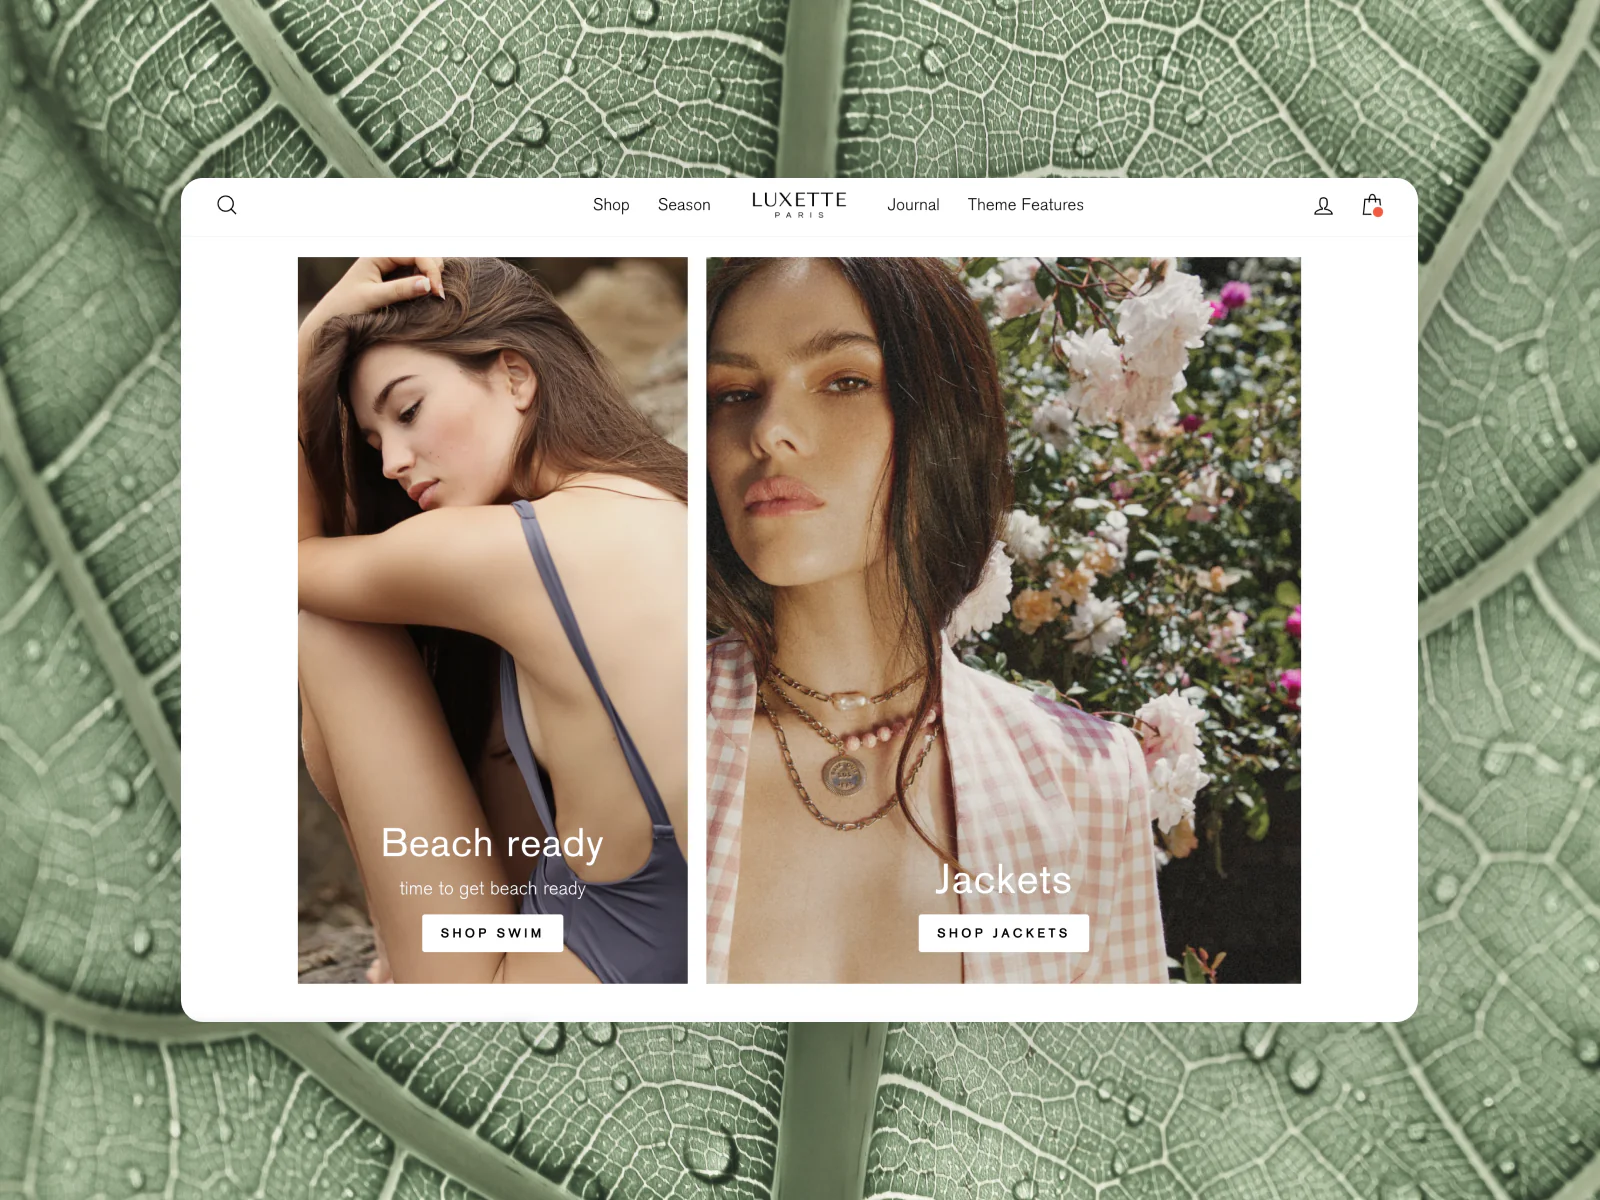 Shop
Season
LUXETTE
PARIS
Journal
Theme Features
Beach ready
time to get beach ready
SHOP SWIM
Jackets
SHOP JACKETS